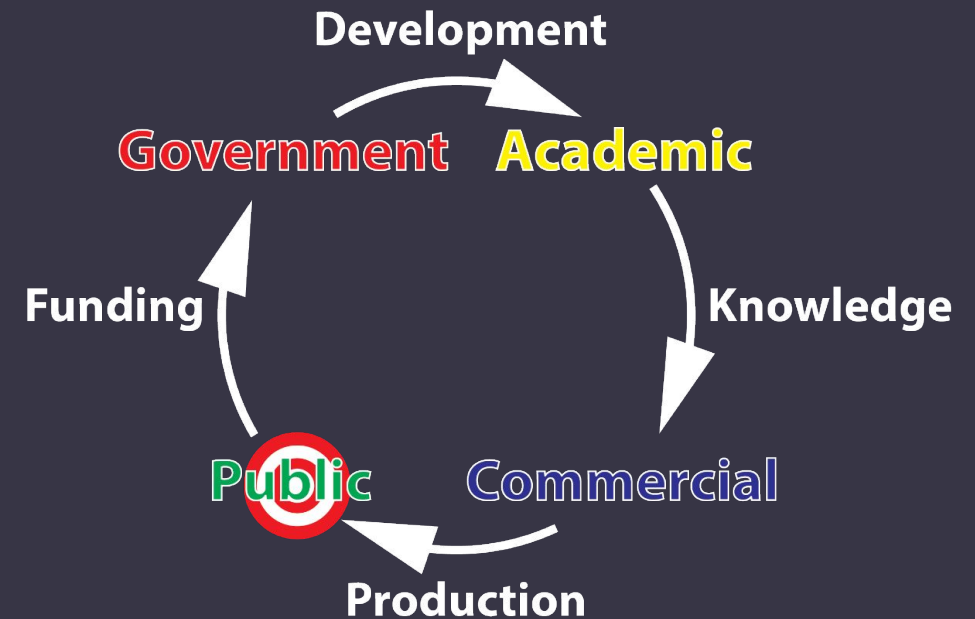 Development
Government Academic
Funding Knowledge
Public Commercial
Production